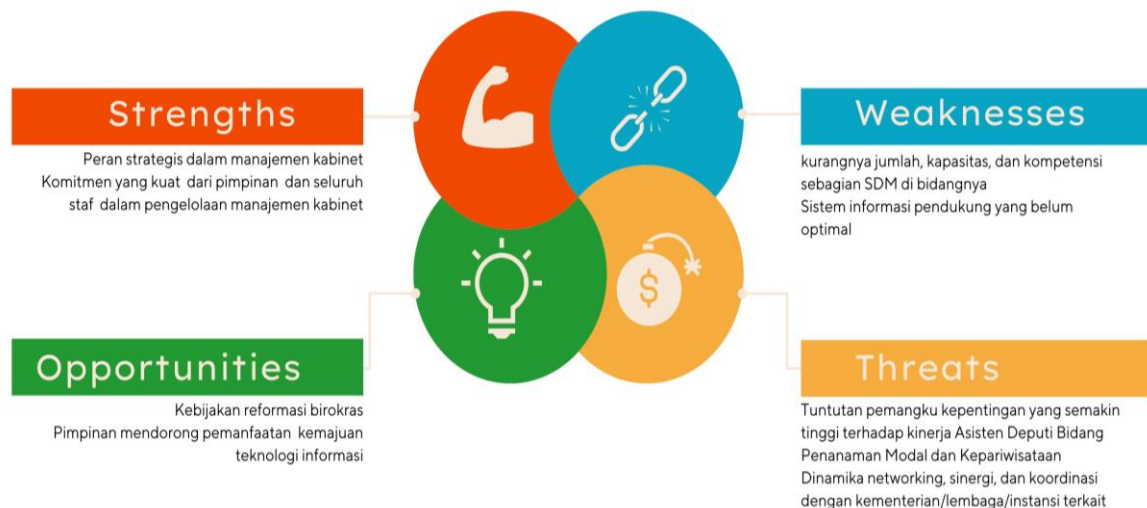 Strengths
Peran strategis dalam manajemen kabinet
Komitmen yang kuat dari pimpinan dan seluruh
staf dalam pengelolaan manajemen kabinet
Weaknesses
kurangnya jumlah, kapasitas, dan kompetensi
sebagian SDM di bidangnya
Sistem informasi pendukung yang belum
optimal
$
Opportunities
Kebijakan reformasi birokras
Pimpinan mendorong pemanfaatan kemajuan
teknologi informasi
Threats
Tuntutan pemangku kepentingan yang semakin
tinggi terhadap kinerja Asisten Deputi Bidang
Penanaman Modal dan Kepariwisataan
Dinamika networking, sinergi, dan koordinasi
dengan kementerian/lembaga/instansi terkait